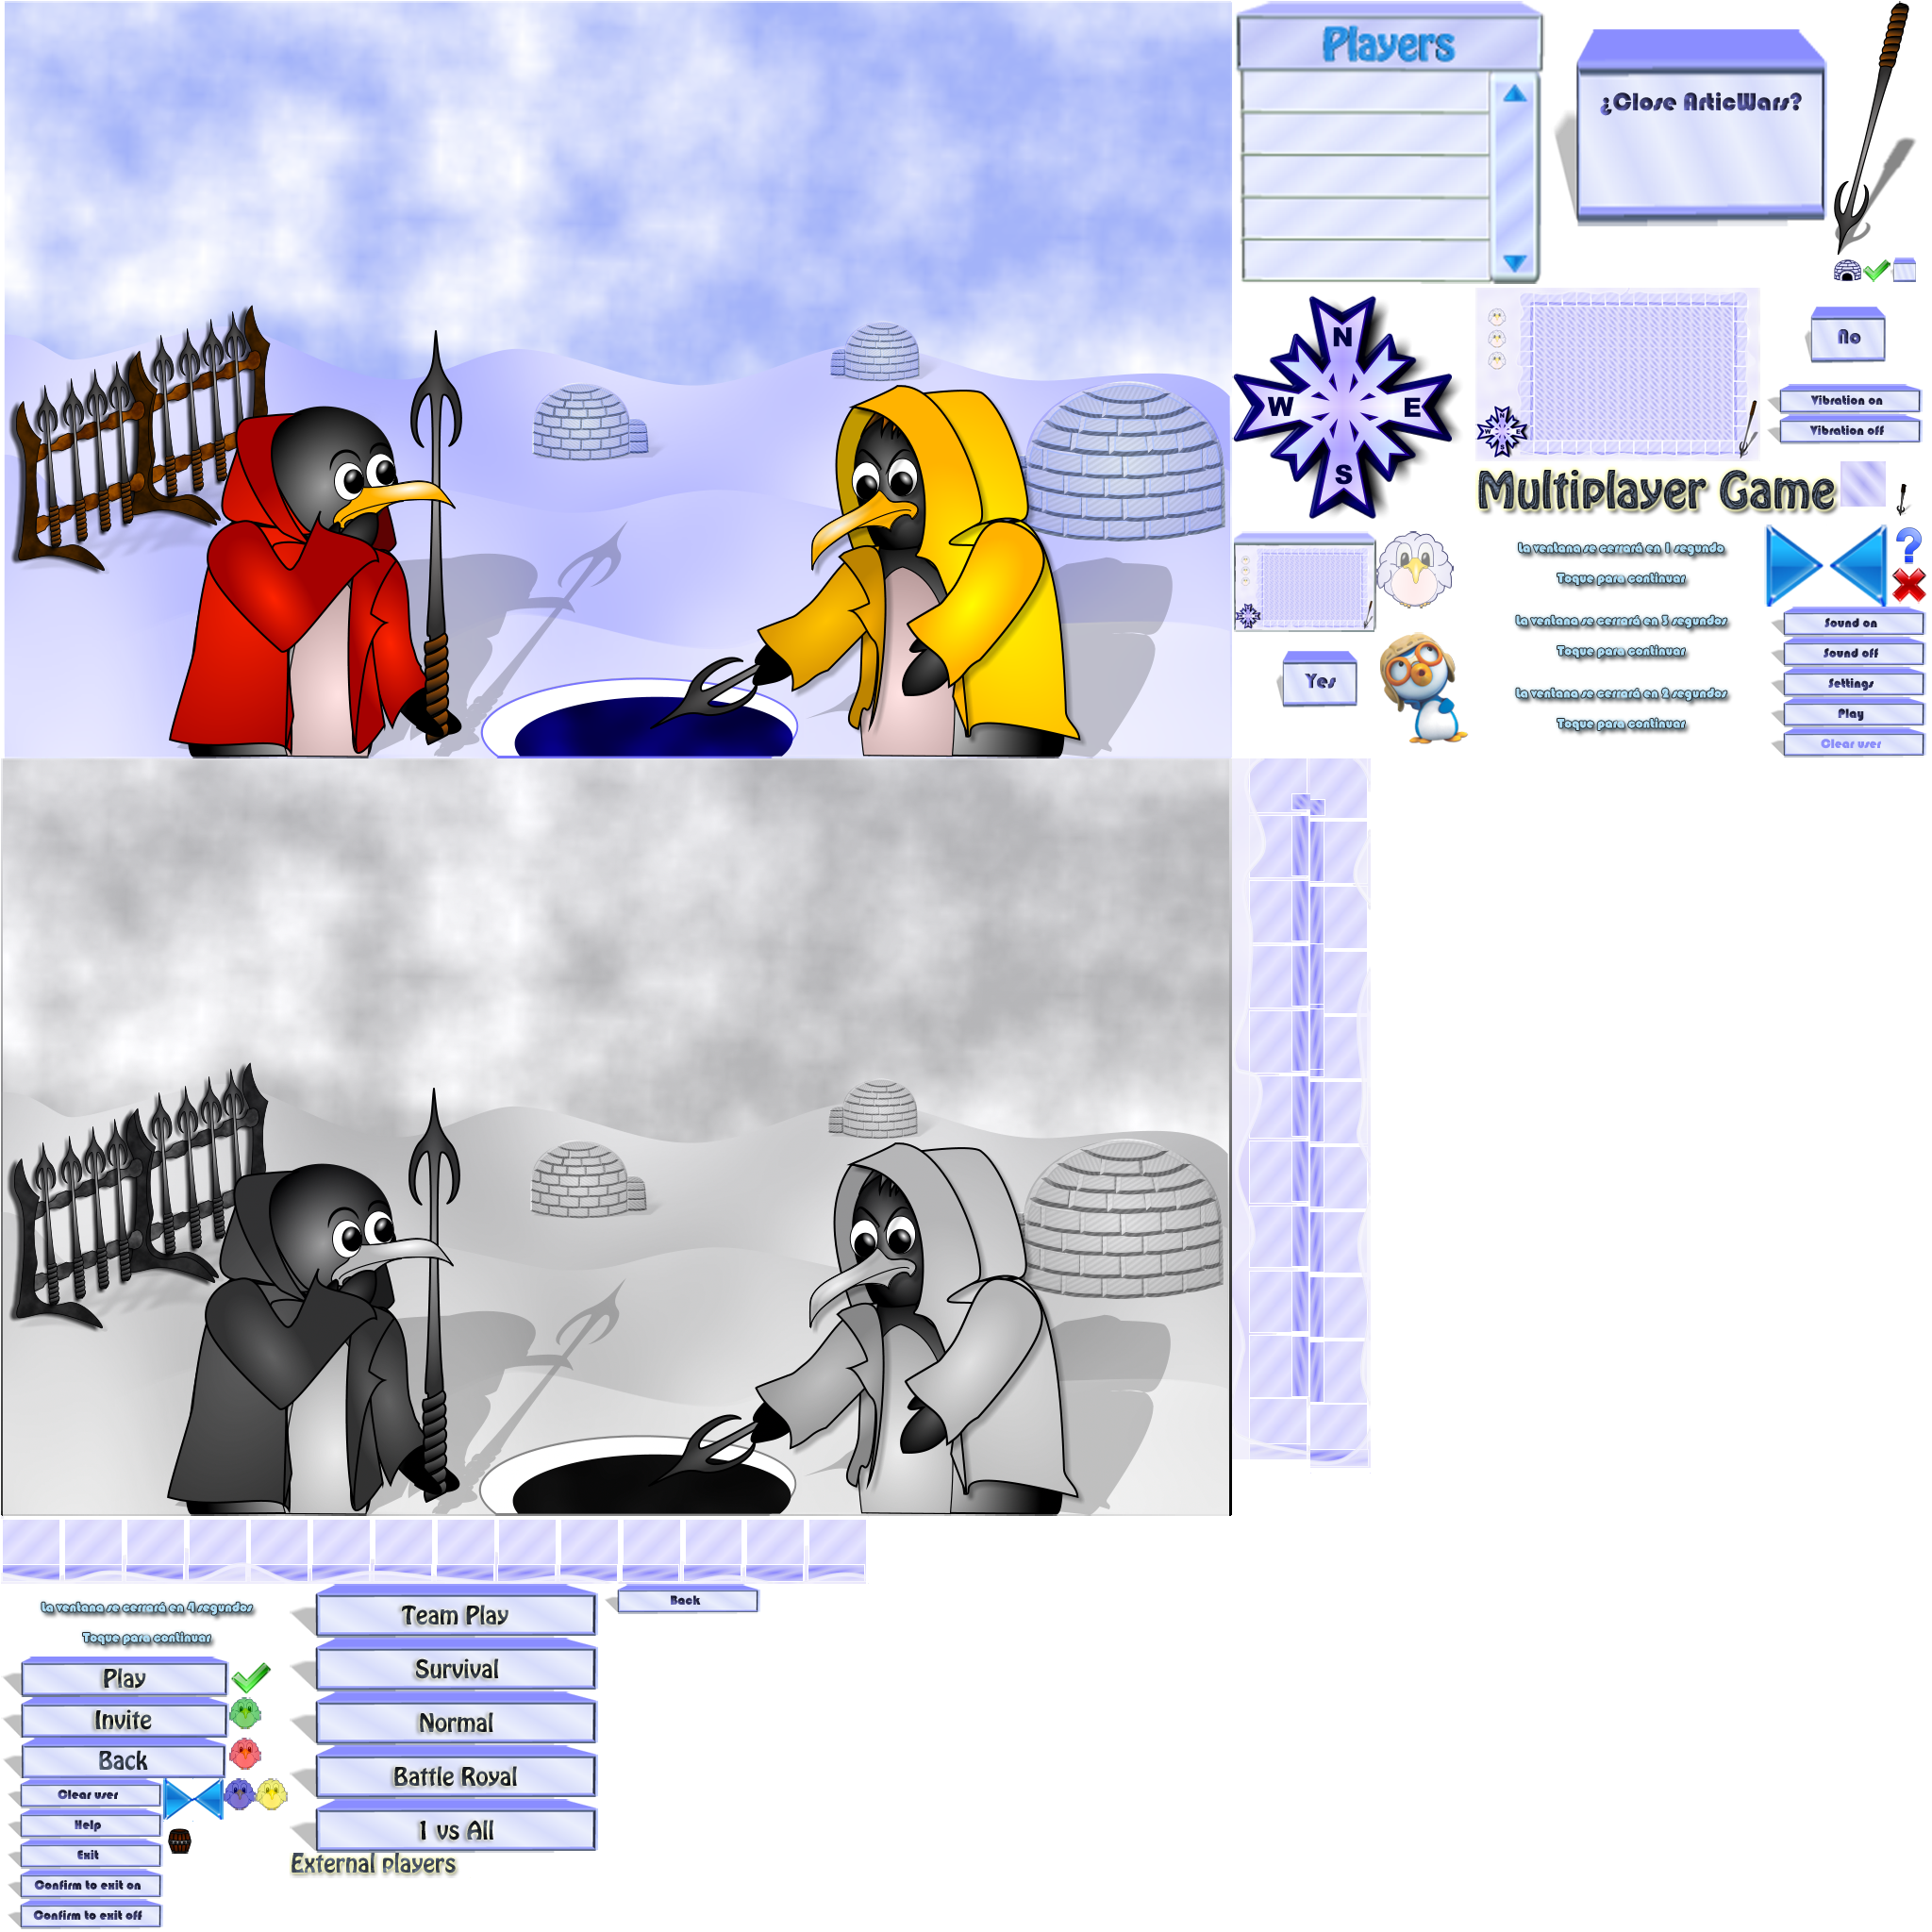 Players
¿Close ArticWars?
N
W
E
S
No
Vibration on
Vibration off
Multiplayer Game
La ventana se cerrará en 1 segundo
Toque para continuar
La ventana se cerrará en 3 segundos
Toque para continuar
La ventana se cerrará en 2 segundos
Toque para continuar
Yes
?
Sound on
Sound off
Settings
Play
Clear user
La ventana se cerrará en 4 segundos
Toque para continuar
Play
Invite
Back
Clear user
Help
Exit
Confirm to exit on
Confirm to exit off
Team Play
Survival
Normal
Battle Royal
1 vs All
External players
Back